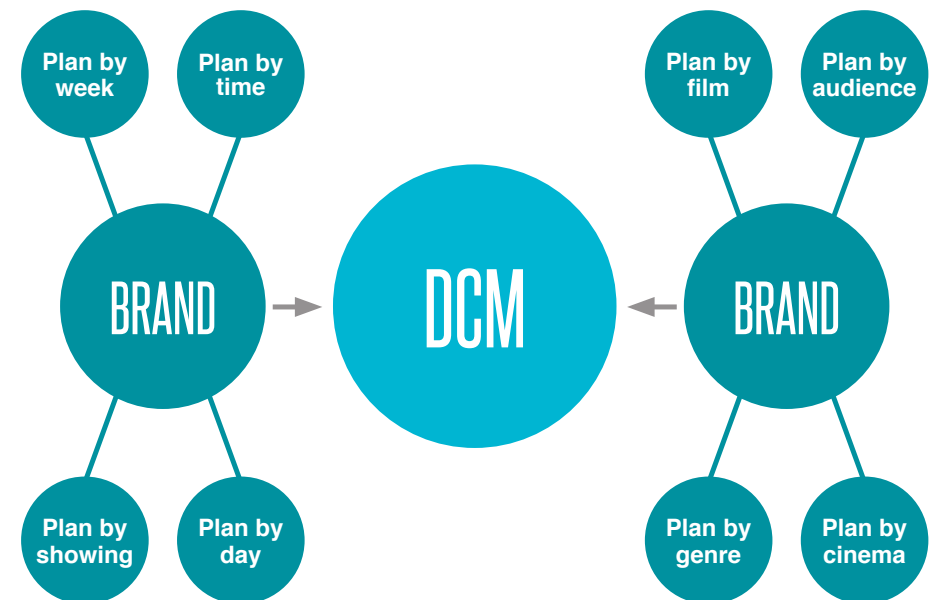 Plan by
week
Plan by
time
Plan by
film
Plan by
audience
BRAND
DCM
BRAND
Plan by
showing
Plan by
day
Plan by
genre
Plan by
cinema